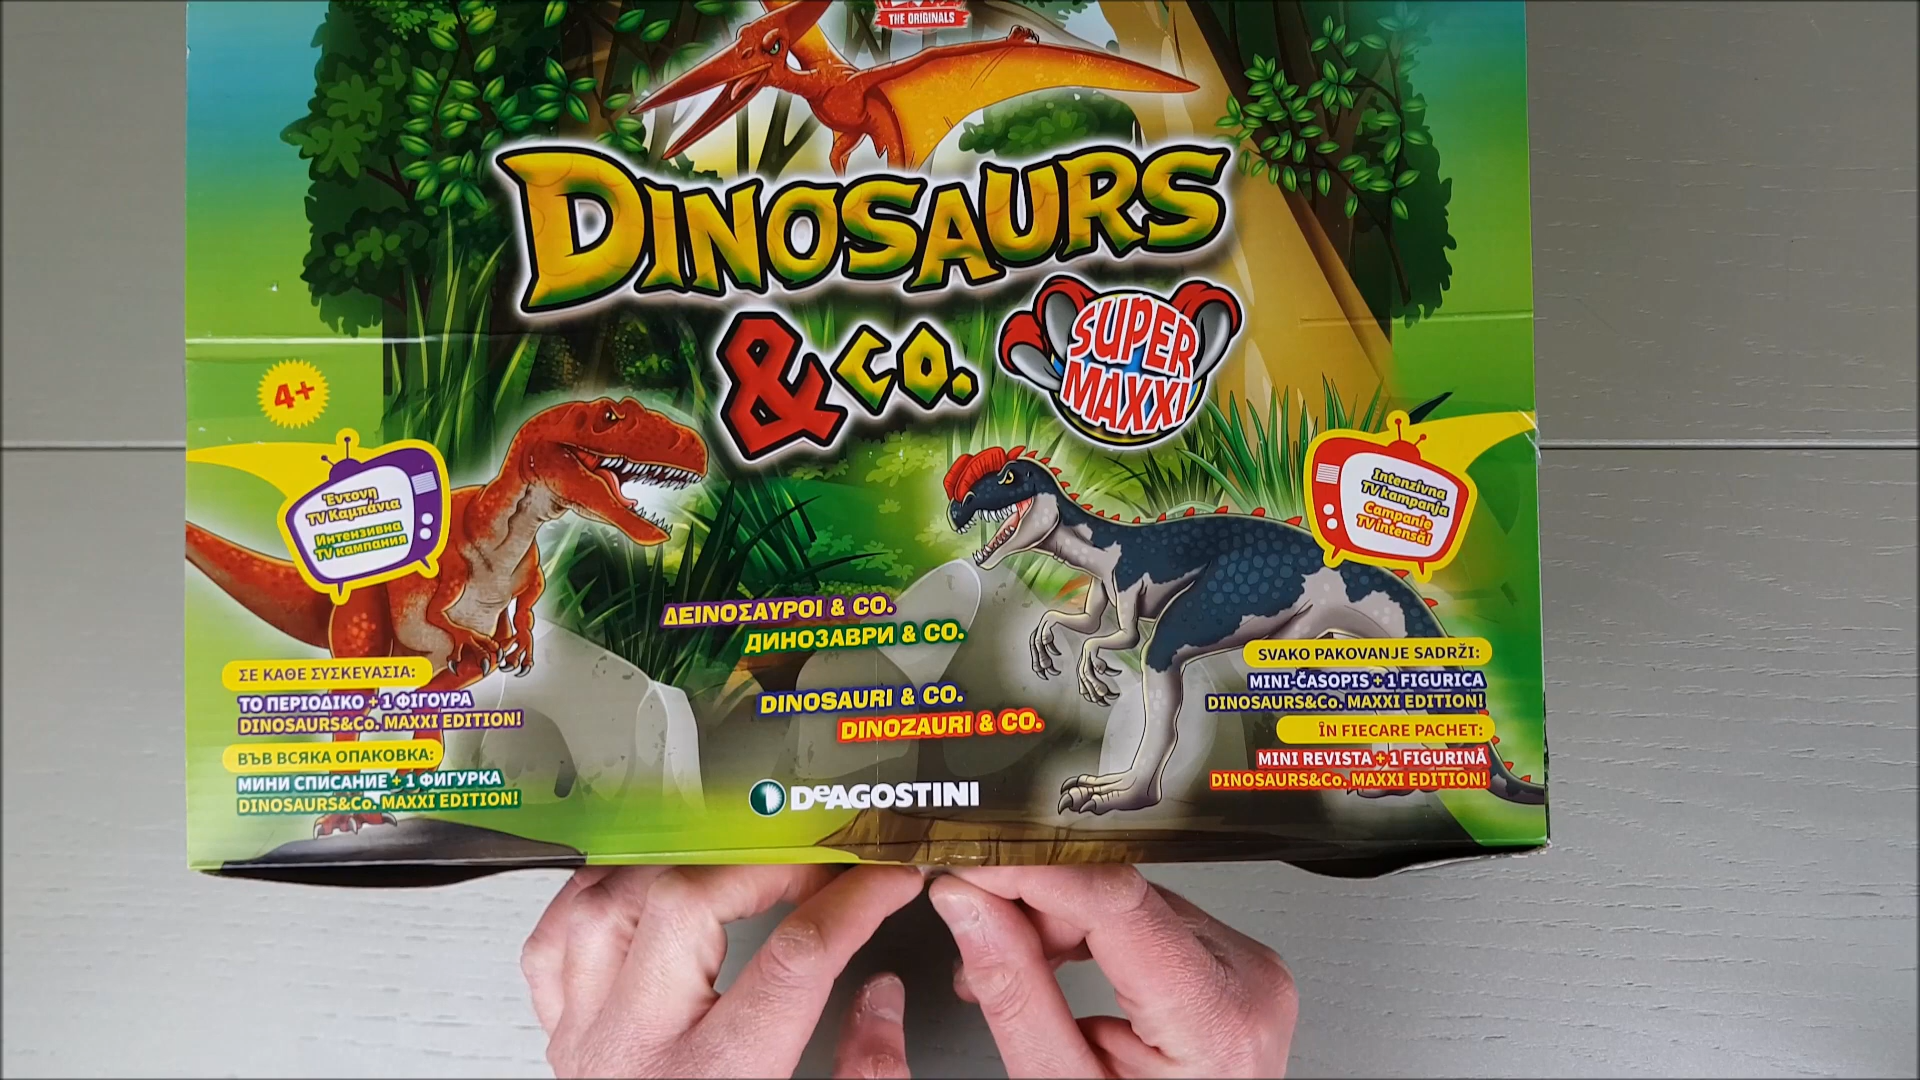 THE ORIGINALS
DINOSAURS
& CO.
SUPER
MAXXI
4+
Έντονη
TV Καμπάνια
Интензивна
TV кампания
Intenzivna
TV kampanja
Campanie
TV intensă!
ΔΕΙΝΟΣΑΥΡΟΙ & CO.
ДИНОЗАВРИ & CO.
DINOSAURI & CO.
DINOZAURI & CO.
ΣΕ ΚΑΘΕ ΣΥΣΚΕΥΑΣΙΑ:
ΤΟ ΠΕΡΙΟΔΙΚΟ + 1 ΦΙΓΟΥΡΑ
DINOSAURS&Co. MAXXI EDITION!
ВЪВ ВСЯКА ОПАКОВКА:
МИНИ СПИСАНИЕ + 1 ФИГУРКА
DINOSAURS&Co. MAXXI EDITION!
SVAKO PAKOVANJE SADRŽI:
MINI-ČASOPIS + 1 FIGURICA
DINOSAURS&Co. MAXXI EDITION!
ÎN FIECARE PACHET:
MINI REVISTA + 1 FIGURINĂ
DINOSAURS&Co. MAXXI EDITION!
DeAGOSTINI